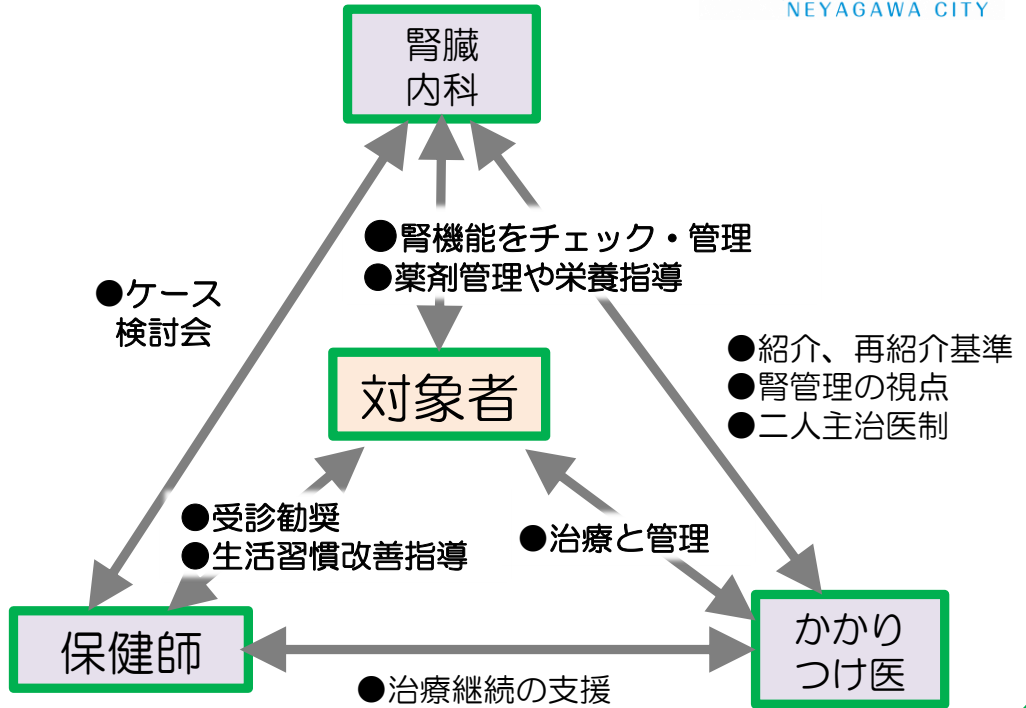 NEYAGAWA CITY
腎臓
内科
●腎機能をチェック・管理
●薬剤管理や栄養指導
●ケース
検討会
●紹介、再紹介基準
●腎管理の視点
●二人主治医制
対象者
●受診勧奨
●生活習慣改善指導
●治療と管理
保健師
かかり
つけ医
●治療継続の支援